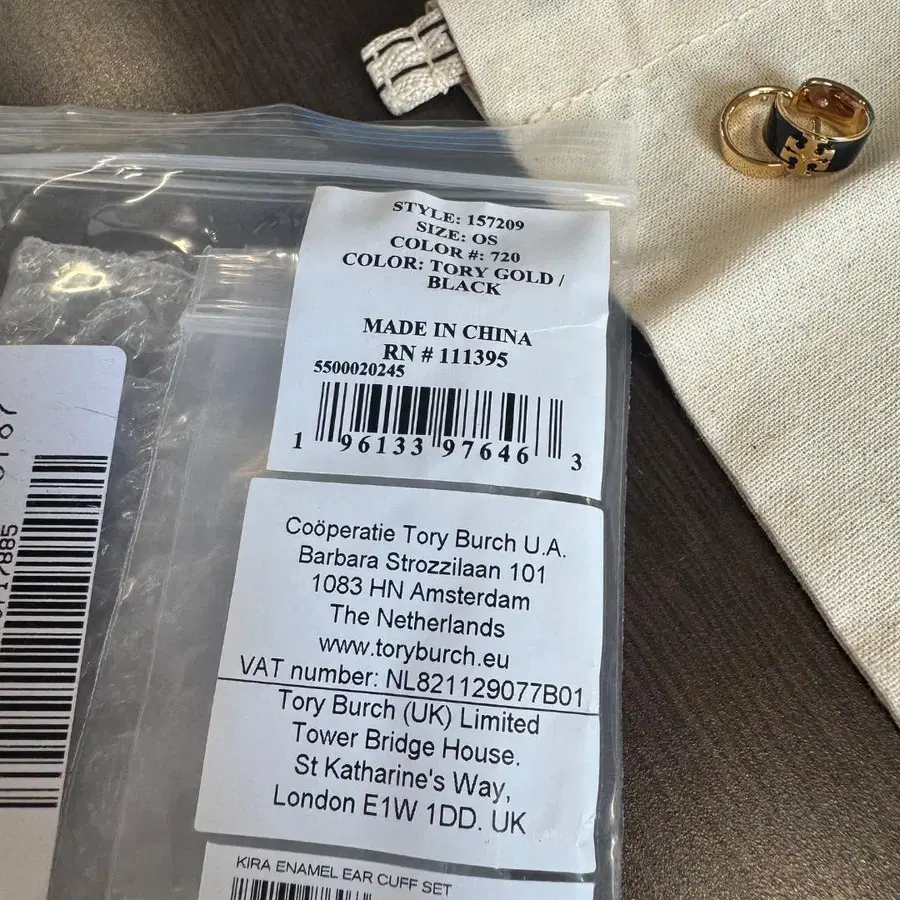 STYLE: 157209
SIZE: OS
COLOR #: 720
COLOR: TORY GOLD /
BLACK
MADE IN CHINA
RN # 111395
5500020245
1 96133 97646 3
Coöperatie Tory Burch U.A.
Barbara Strozzilaan 101
1083 HN Amsterdam
The Netherlands
www.toryburch.eu
VAT number: NL821129077B01
Tory Burch (UK) Limited
Tower Bridge House.
St Katharine's Way,
London E1W 1DD. UK
KIRA ENAMEL EAR CUFF SET